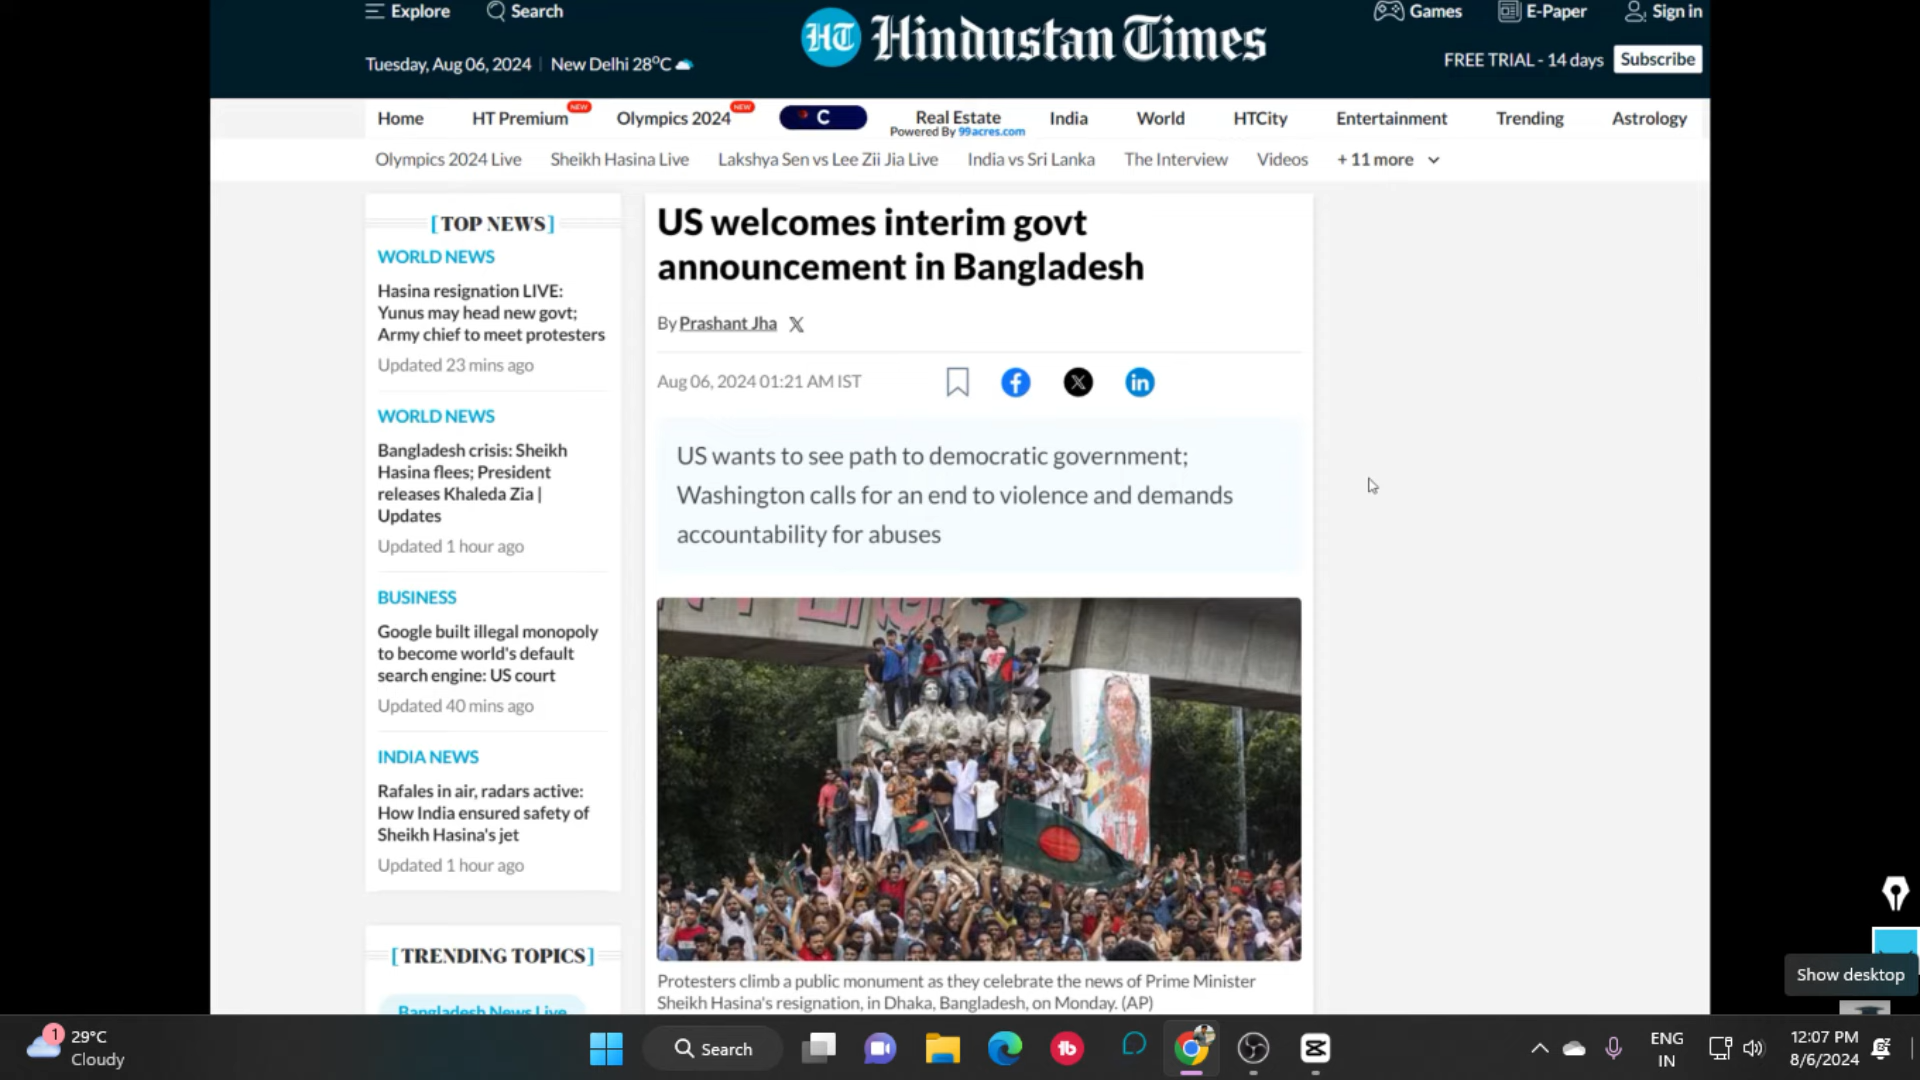 Explore
Search
HT Hindustan Times
Games
E-Paper
Sign in
Tuesday, Aug 06, 2024 | New Delhi 28°C
FREE TRIAL - 14 days
Subscribe
Home
HT Premium
NEW
Olympics 2024
NEW
C
Real Estate
Powered By 99acres.com
India
World
HTCity
Entertainment
Trending
Astrology
Olympics 2024 Live
Sheikh Hasina Live
Lakshya Sen vs Lee Zii Jia Live
India vs Sri Lanka
The Interview
Videos
+ 11 more
[TOP NEWS]
WORLD NEWS
Hasina resignation LIVE:
Yunus may head new govt;
Army chief to meet protesters
Updated 23 mins ago
WORLD NEWS
Bangladesh crisis: Sheikh
Hasina flees; President
releases Khaleda Zia |
Updates
Updated 1 hour ago
BUSINESS
Google built illegal monopoly
to become world's default
search engine: US court
Updated 40 mins ago
INDIA NEWS
Rafales in air, radars active:
How India ensured safety of
Sheikh Hasina's jet
Updated 1 hour ago
[TRENDING TOPICS]
Bangladesh News Live
US welcomes interim govt
announcement in Bangladesh
By Prashant Jha
Aug 06, 2024 01:21 AM IST
US wants to see path to democratic government;
Washington calls for an end to violence and demands
accountability for abuses
Protesters climb a public monument as they celebrate the news of Prime Minister
Sheikh Hasina's resignation, in Dhaka, Bangladesh, on Monday. (AP)
Show desktop
1
29°C
Cloudy
Search
ENG
IN
12:07 PM
8/6/2024